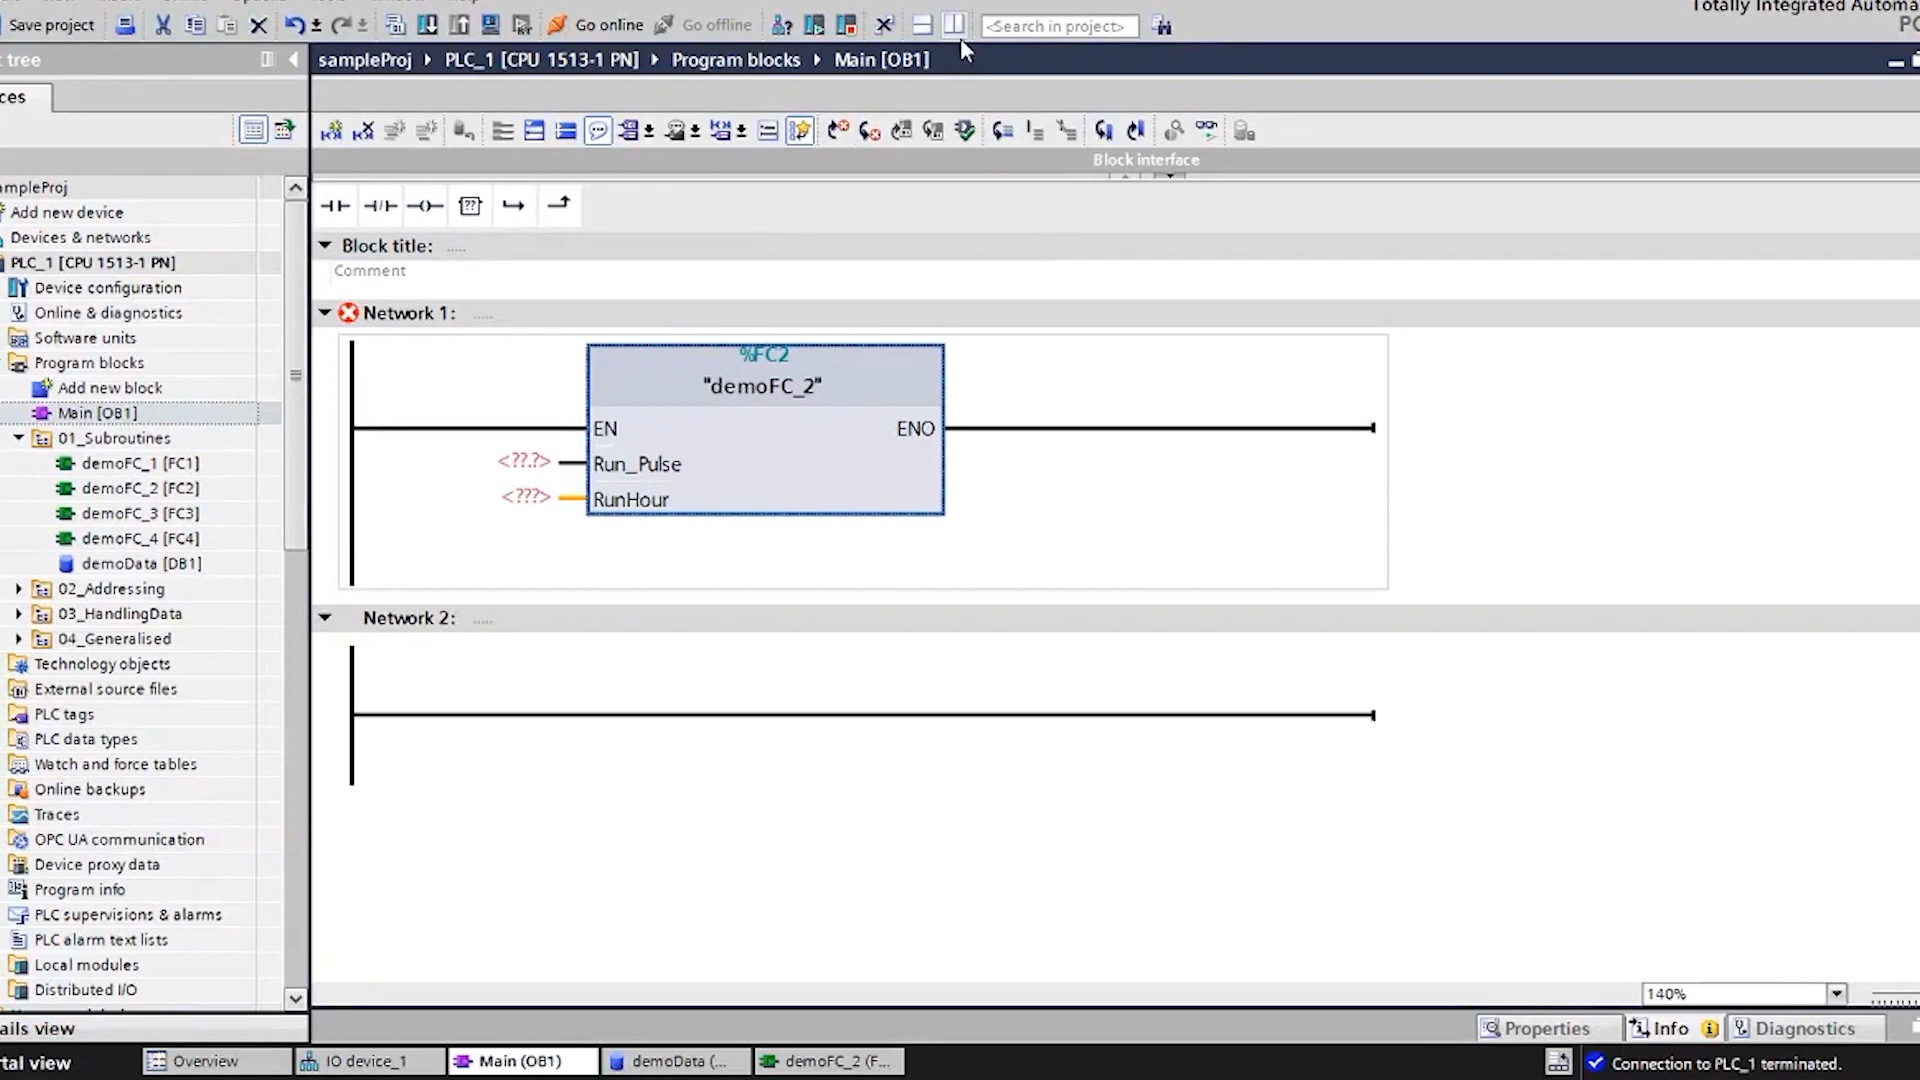 Totally Integrated Automa
Save project
Go online
Go offline
<Search in project>
PO
tree
sampleProj
PLC_1 [CPU 1513-1 PN]
Program blocks
Main [OB1]
ces
Block interface
ampleProj
Add new device
Devices & networks
PLC_1 [CPU 1513-1 PN]
Device configuration
Online & diagnostics
Software units
Program blocks
Add new block
Main [OB1]
01_Subroutines
demoFC_1 [FC1]
demoFC_2 [FC2]
demoFC_3 [FC3]
demoFC_4 [FC4]
demoData [DB1]
02_Addressing
03_HandlingData
04_Generalised
Technology objects
External source files
PLC tags
PLC data types
Watch and force tables
Online backups
Traces
OPC UA communication
Device proxy data
Program info
PLC supervisions & alarms
PLC alarm text lists
Local modules
Distributed I/O
ails view
??
Block title: .....
Comment
Network 1: .....
%FC2
"demoFC_2"
EN
ENO
<??.?>
Run_Pulse
<???>
RunHour
Network 2: .....
140%
Properties
Info
Diagnostics
rtal view
Overview
IO device_1
Main (OB1)
demoData (...
demoFC_2 (F...
Connection to PLC_1 terminated.